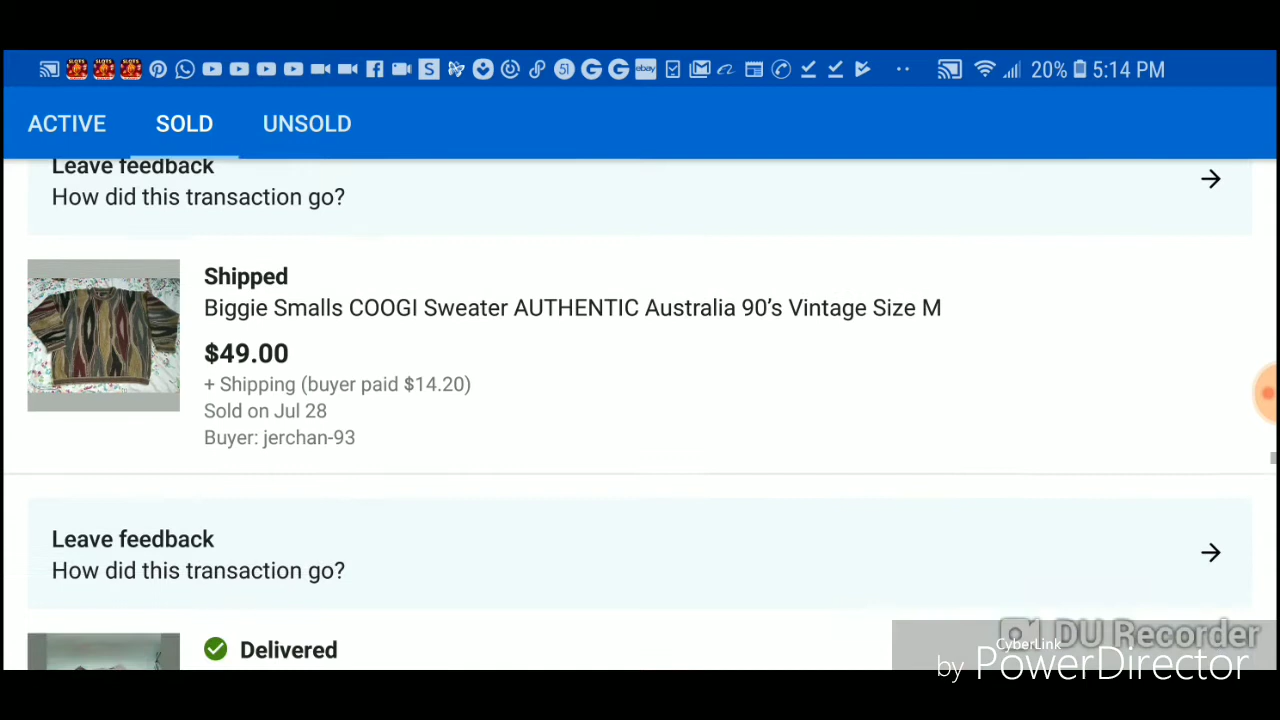 20% 5:14 PM
ACTIVE SOLD UNSOLD
Leave feedback
How did this transaction go?
Shipped
Biggie Smalls COOGI Sweater AUTHENTIC Australia 90’s Vintage Size M
$49.00
+ Shipping (buyer paid $14.20)
Sold on Jul 28
Buyer: jerchan-93
Leave feedback
How did this transaction go?
Delivered
DU Recorder
CyberLink
by PowerDirector